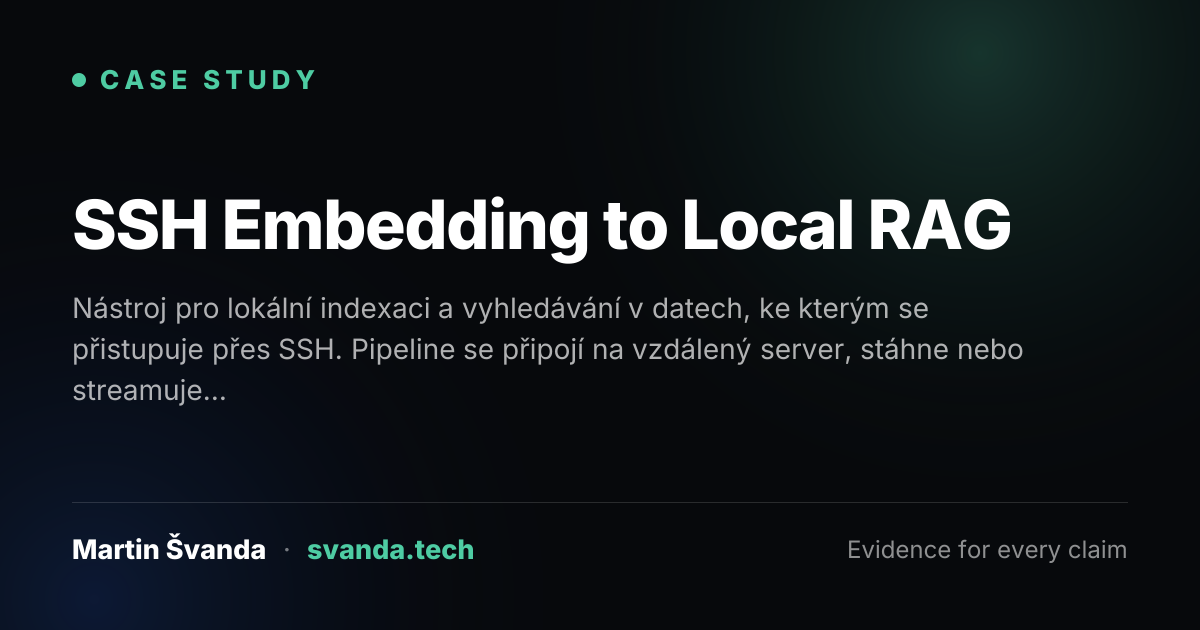 CASE STUDY
SSH Embedding to Local RAG
Nástroj pro lokální indexaci a vyhledávání v datech, ke kterým se
přistupuje přes SSH. Pipeline se připojí na vzdálený server, stáhne nebo
streamuje...
Martin Švanda · svanda.tech
Evidence for every claim